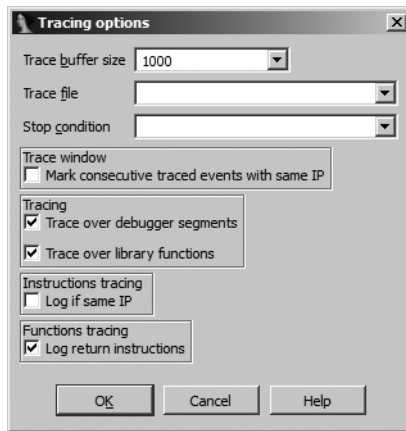 Tracing options
Trace buffer size 1000
Trace file
Stop condition
Trace window
Mark consecutive traced events with same IP
Tracing
Trace over debugger segments
Trace over library functions
Instructions tracing
Log if same IP
Functions tracing
Log return instructions
OK Cancel Help